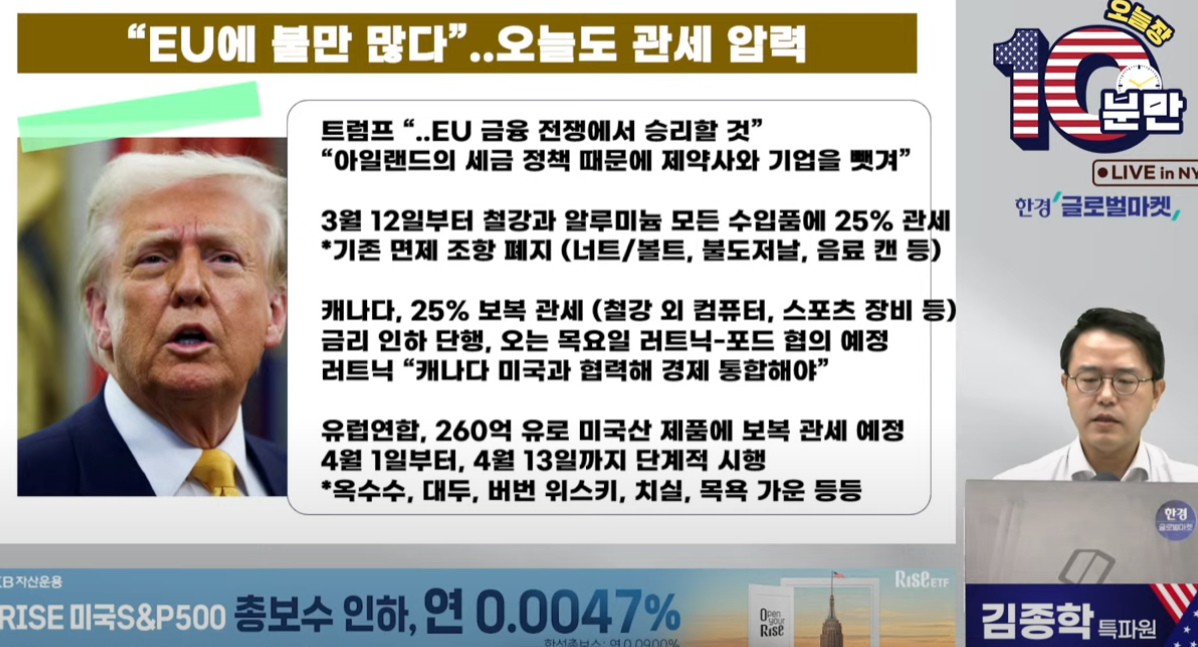 “EU에 불만 많다”..오늘도 관세 압력
트럼프 “..EU 금융 전쟁에서 승리할 것”
“아일랜드의 세금 정책 때문에 제약사와 기업을 뺏겨”
3월 12일부터 철강과 알루미늄 모든 수입품에 25% 관세
*기존 면제 조항 폐지 (너트/볼트, 불도저날, 음료 캔 등)
캐나다, 25% 보복 관세 (철강 외 컴퓨터, 스포츠 장비 등)
금리 인하 단행, 오는 목요일 러트닉-포드 협의 예정
러트닉 “캐나다 미국과 협력해 경제 통합해야”
유럽연합, 260억 유로 미국산 제품에 보복 관세 예정
4월 1일부터, 4월 13일까지 단계적 시행
*옥수수, 대두, 버번 위스키, 치실, 목욕 가운 등등
오늘장
10분만
LIVE in NY
한경 글로벌마켓
한경
글로벌마켓
김종학 특파원
KB자산운용
RISE 미국S&P500 총보수 인하, 연 0.0047%
합성총보수: 연 0.0900%
Open
your
Rise
RISE ETF